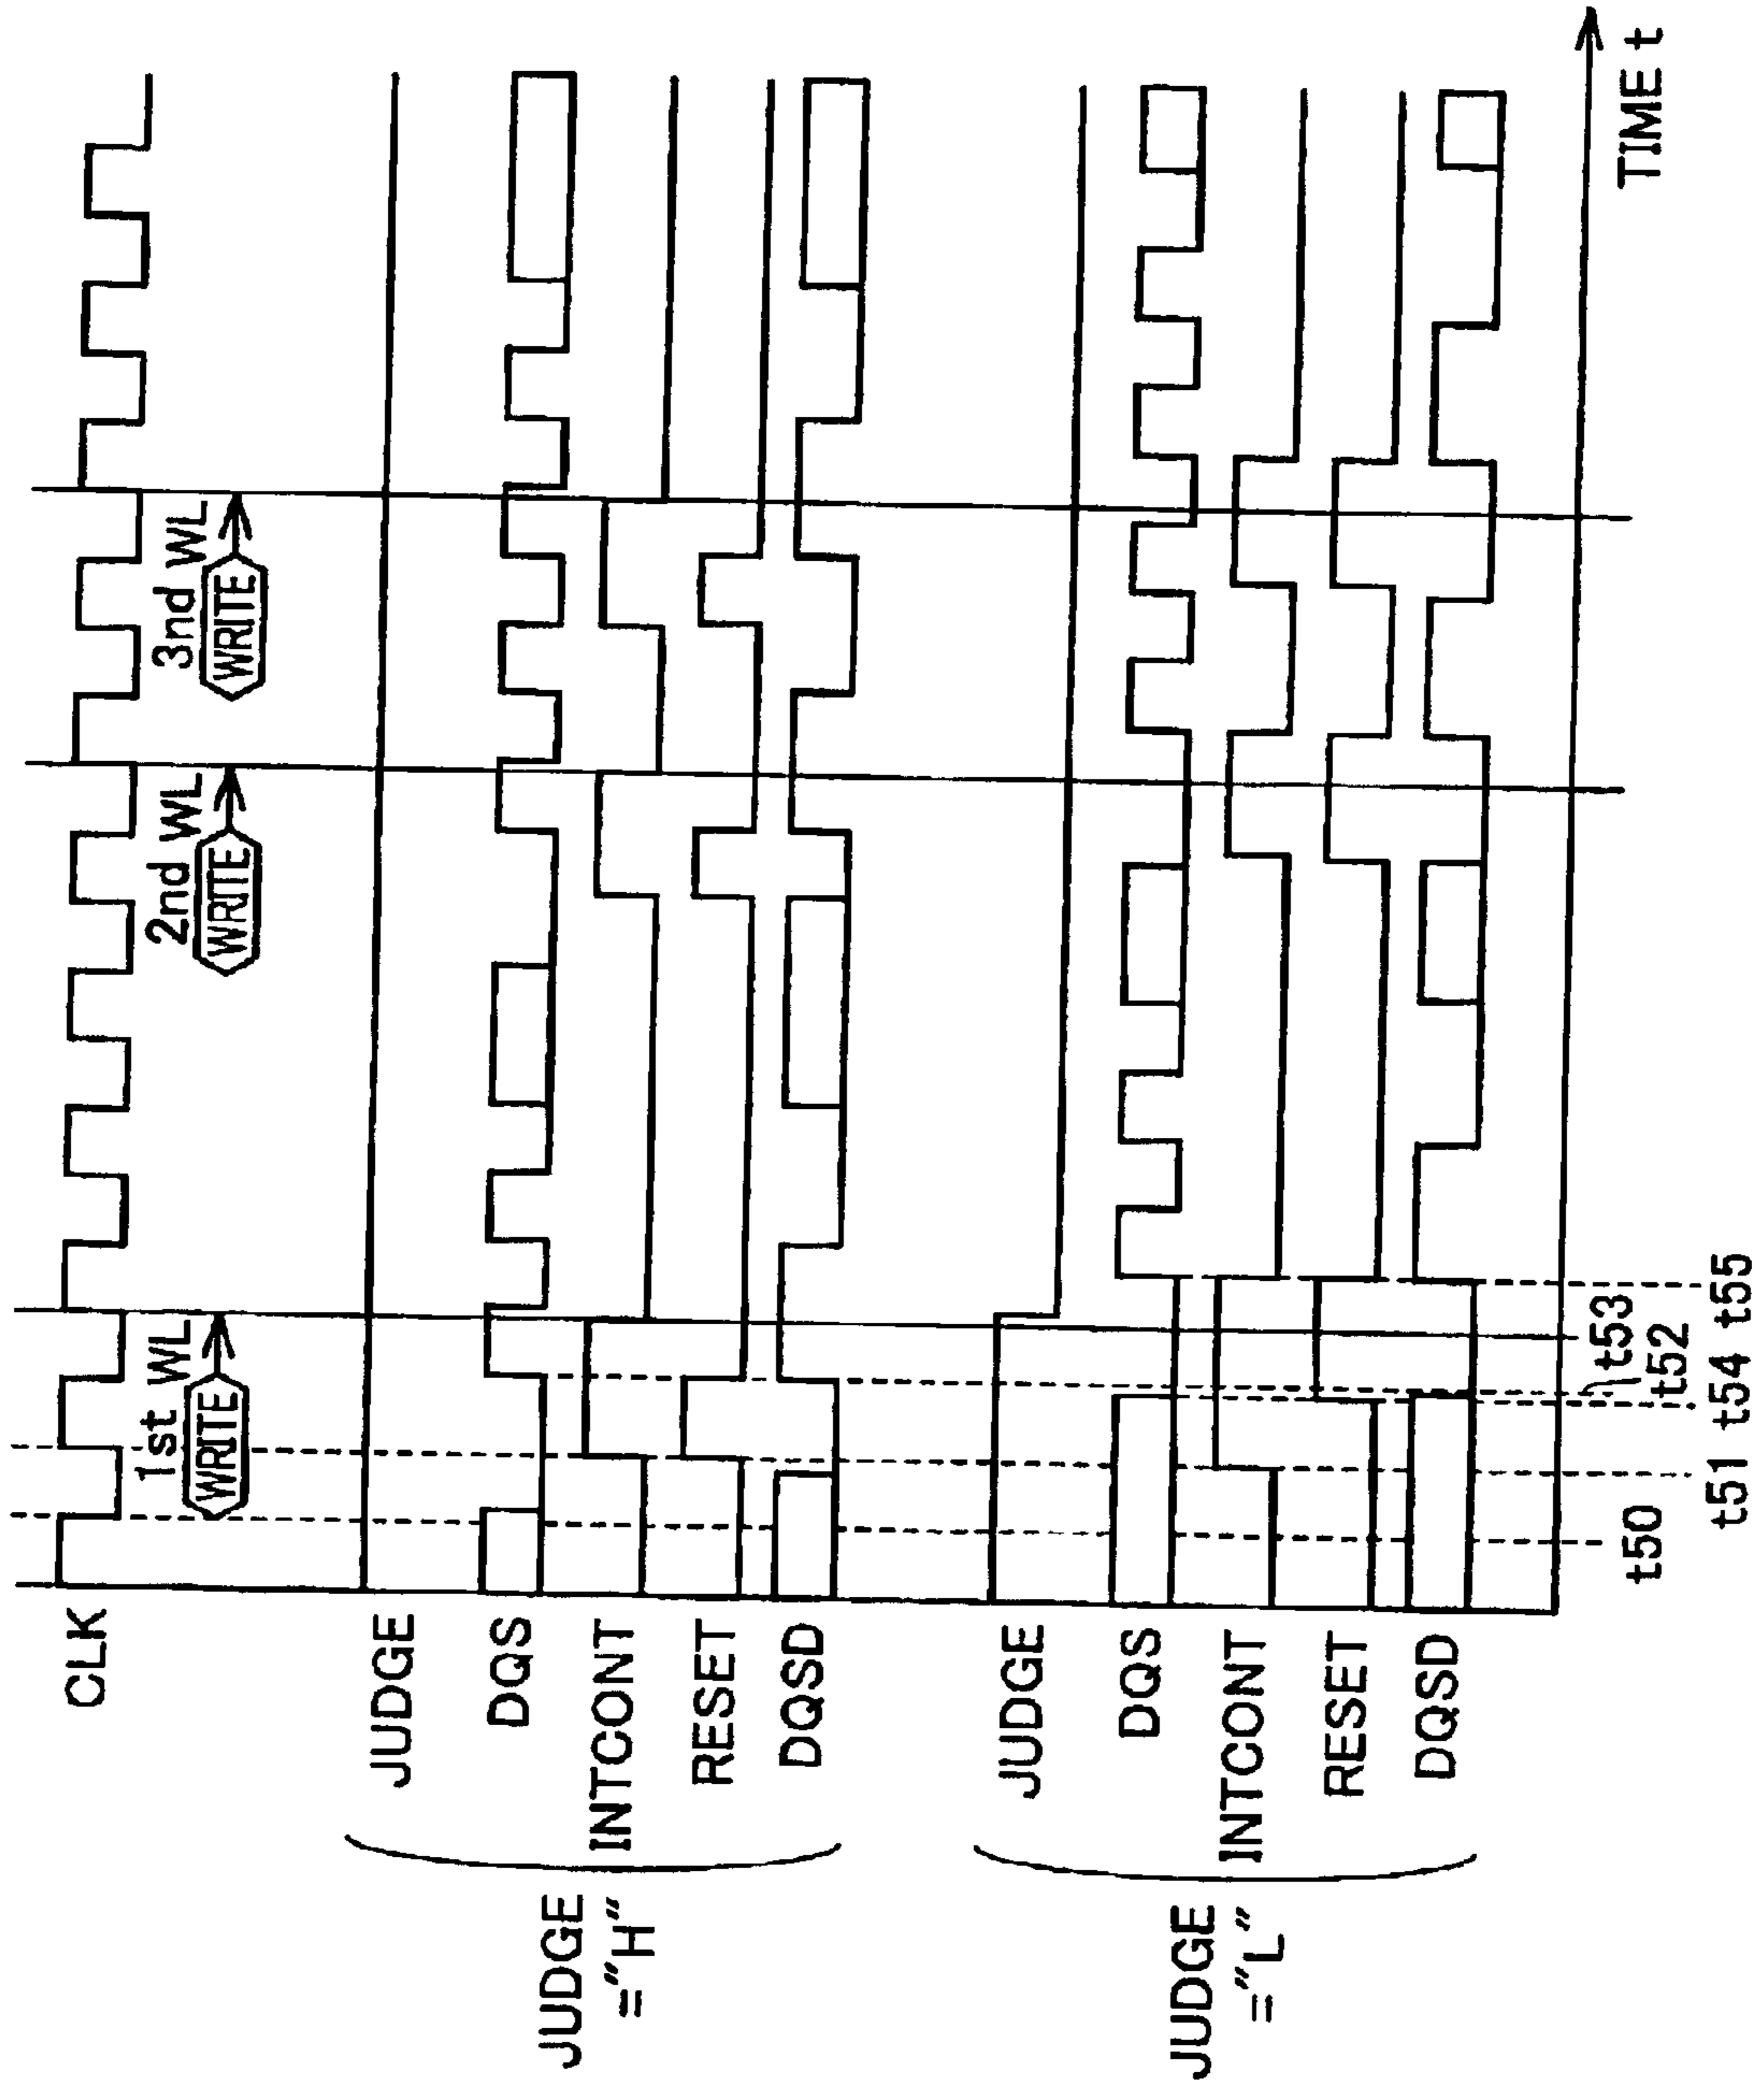 CLK
1st WL
WRITE
2nd WL
WRITE
3nd WL
WRITE
JUDGE
="H"
JUDGE
DQS
INTCONT
RESET
DQSD
JUDGE
="L"
JUDGE
DQS
INTCONT
RESET
DQSD
t50
t51
t54
t52
t53
t55
TIME t